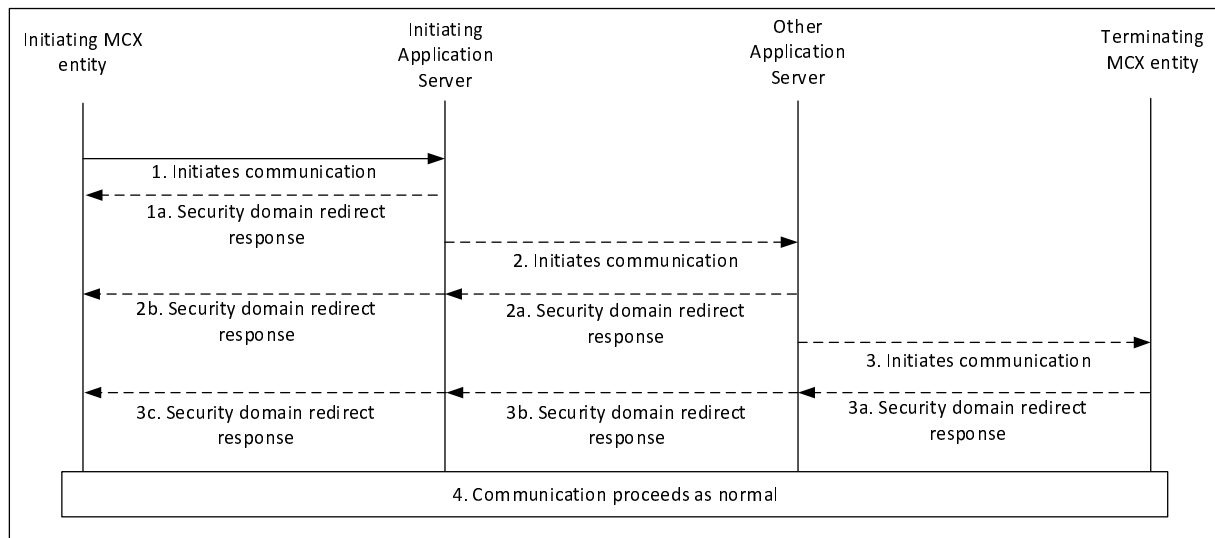 Initiating MCX
entity
Initiating
Application
Server
Other
Application
Server
Terminating
MCX entity
1. Initiates communication
1a. Security domain redirect
response
2. Initiates communication
2b. Security domain redirect
response
2a. Security domain redirect
response
3. Initiates communication
3c. Security domain redirect
response
3b. Security domain redirect
response
3a. Security domain redirect
response
4. Communication proceeds as normal